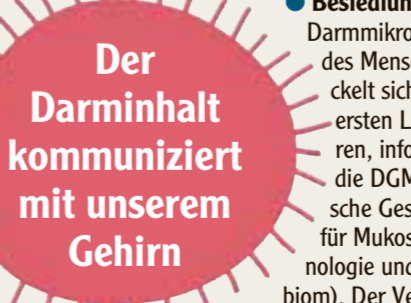 Der
Darminhalt
kommuniziert
mit unserem
Gehirn
Darmmikro
des Mens
ckelt sich
ersten L
ren, info
die DGM
sche Ges
für Mukos
nologie und
biom). Der Ve